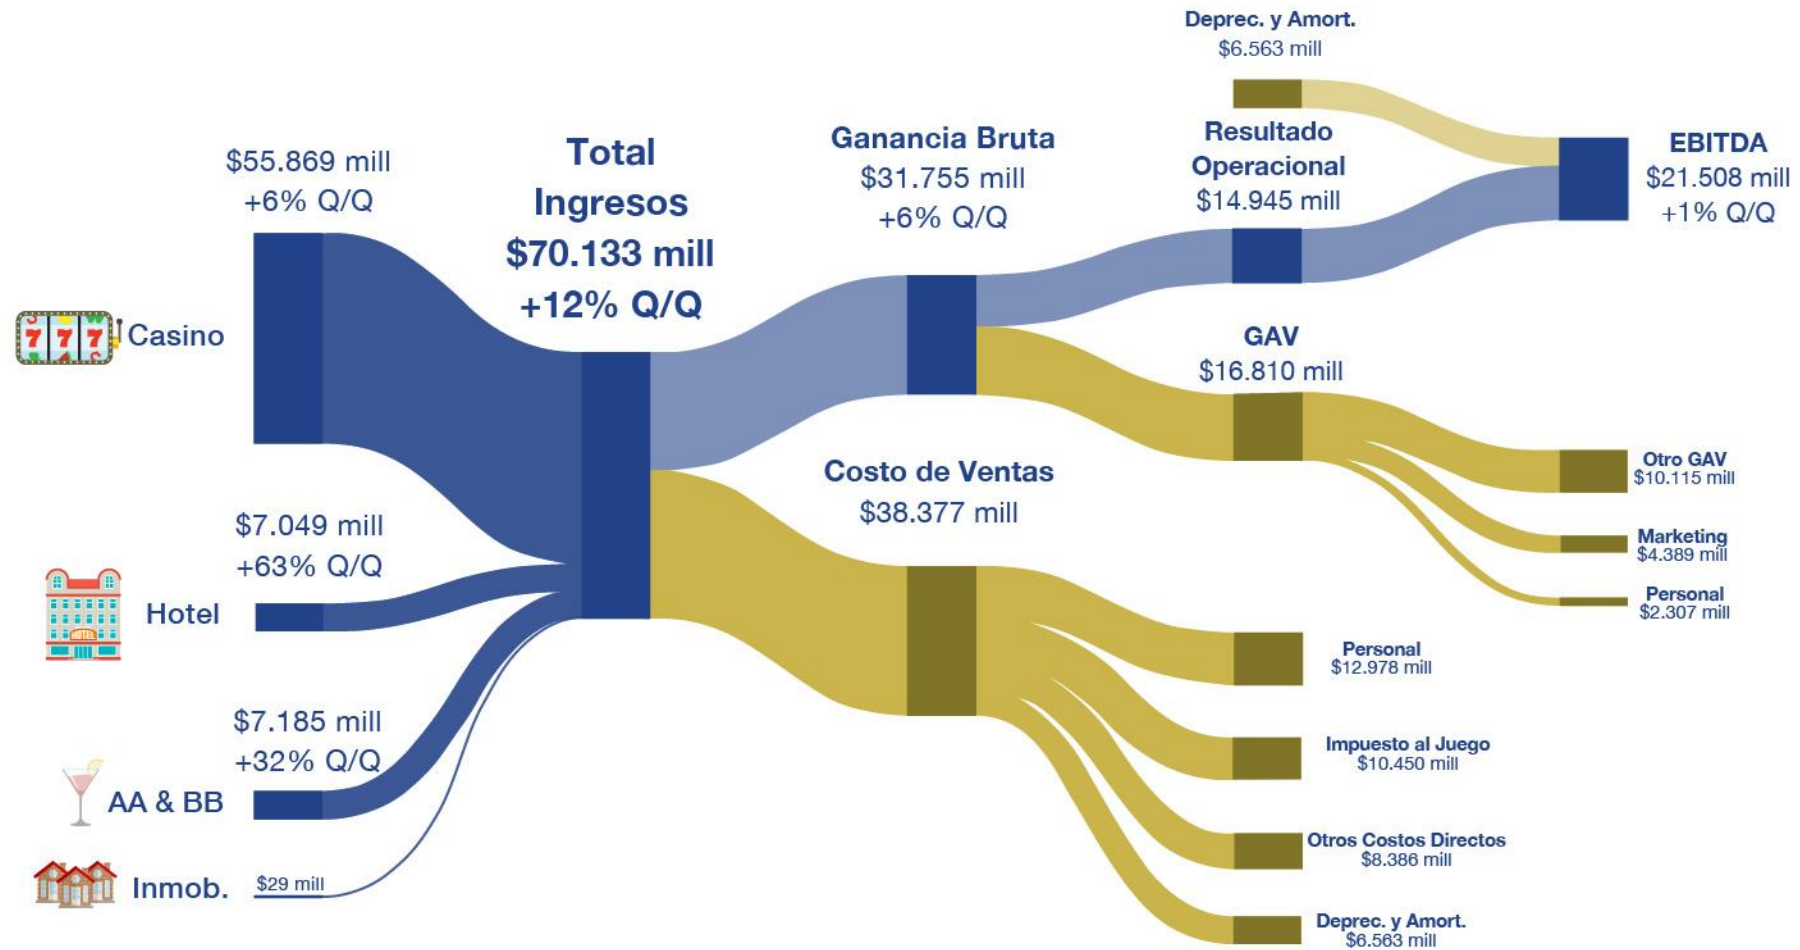 Deprec. y Amort.
$6.563 mill
$55.869 mill
+6% Q/Q
7 7 7
Casino
Total
Ingresos
$70.133 mill
+12% Q/Q
Ganancia Bruta
$31.755 mill
+6% Q/Q
Resultado
Operacional
$14.945 mill
EBITDA
$21.508 mill
+1% Q/Q
GAV
$16.810 mill
Otro GAV
$10.115 mill
Marketing
$4.389 mill
Personal
$2.307 mill
$7.049 mill
+63% Q/Q
HOTEL
Hotel
Costo de Ventas
$38.377 mill
Personal
$12.978 mill
Impuesto al Juego
$10.450 mill
Otros Costos Directos
$8.386 mill
Deprec. y Amort.
$6.563 mill
$7.185 mill
+32% Q/Q
AA & BB
Inmob.
$29 mill